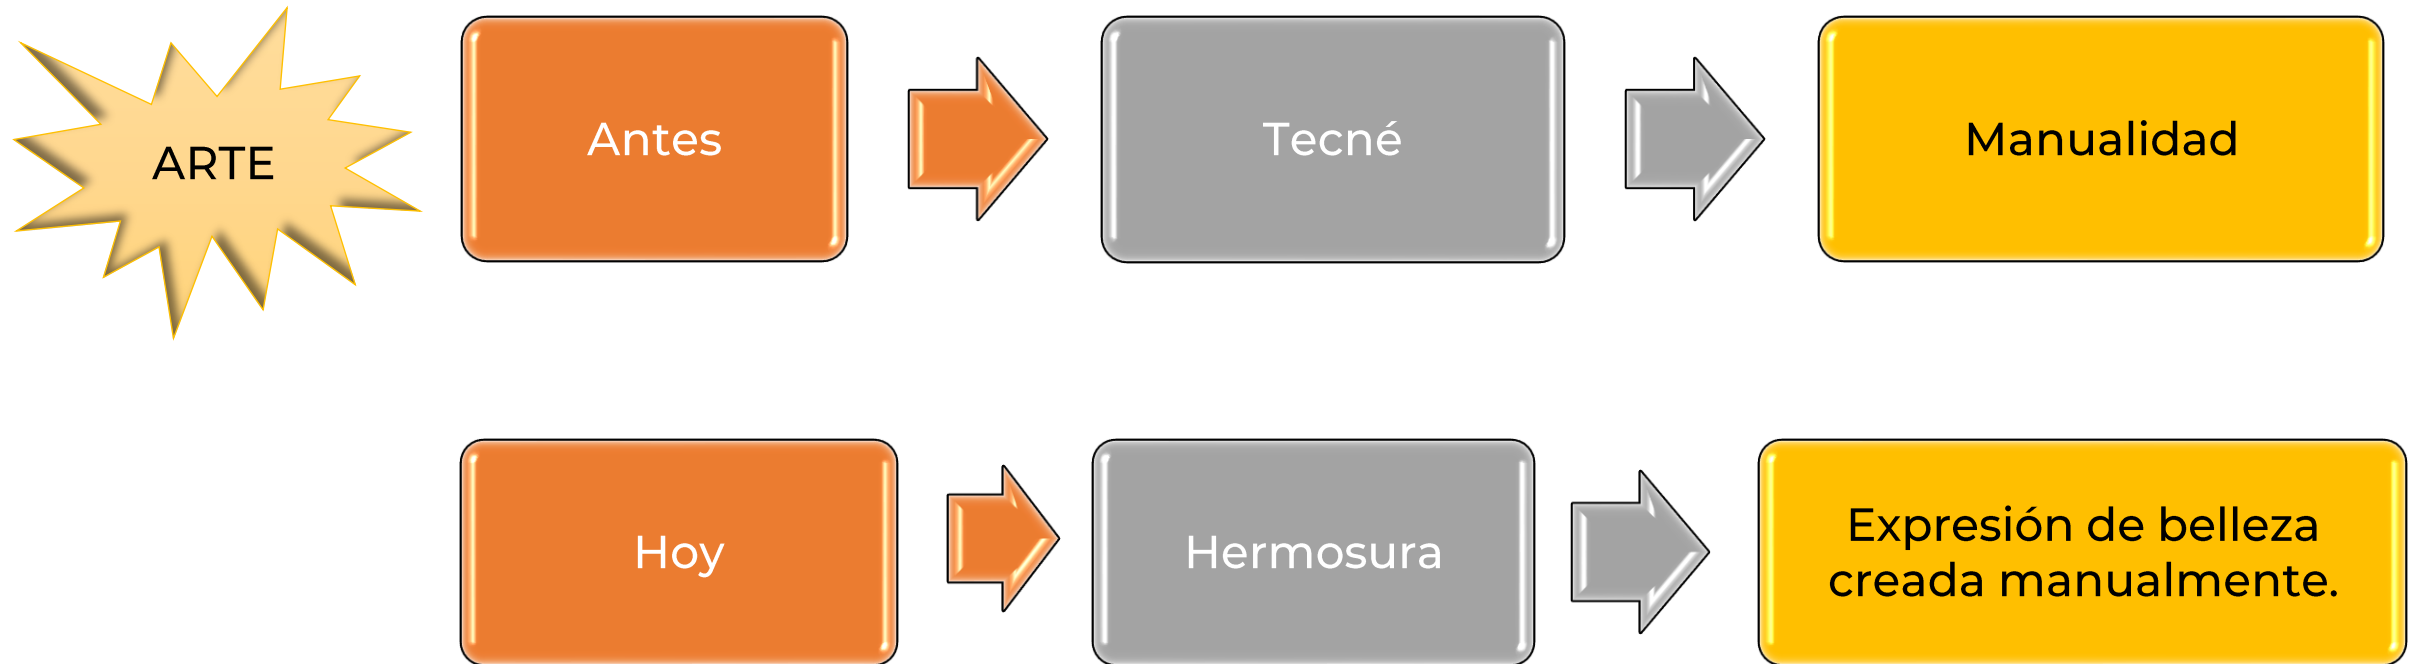 ARTE
Antes
Tecné
Manualidad
Hoy
Hermosura
Expresión de belleza
creada manualmente.